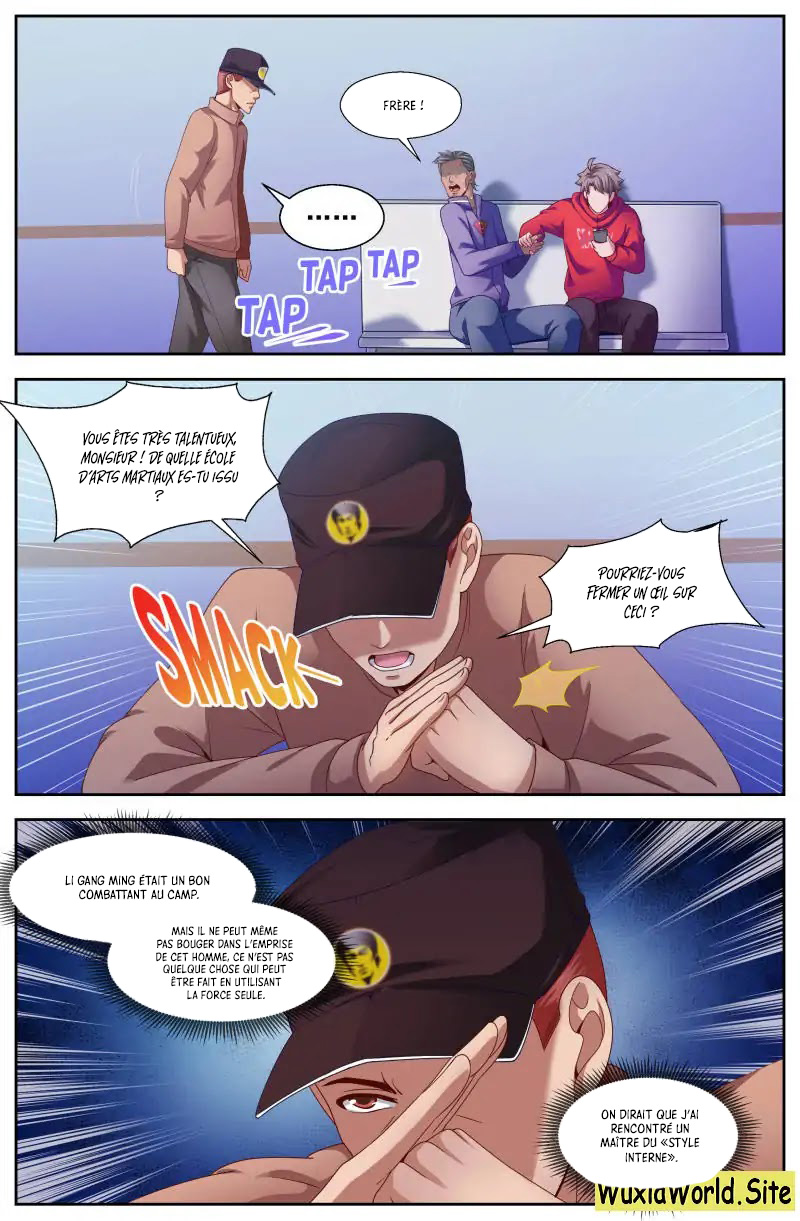 FRÈRE !
......
TAP
TAP
TAP
VOUS ÊTES TRÈS TALENTUEUX,
MONSIEUR ! DE QUELLE ÉCOLE
D'ARTS MARTIAUX ES-TU ISSU
?
POURRIEZ-VOUS
FERMER UN ŒIL SUR
CECI ?
SMACK
LI GANG MING ÉTAIT UN BON
COMBATTANT AU CAMP.
MAIS IL NE PEUT MÊME
PAS BOUGER DANS L'EMPRISE
DE CET HOMME, CE N'EST PAS
QUELQUE CHOSE QUI PEUT
ÊTRE FAIT EN UTILISANT
LA FORCE SEULE.
ON DIRAIT QUE J'AI
RENCONTRÉ UN
MAÎTRE DU «STYLE
INTERNE».
WuxiaWorld.Site